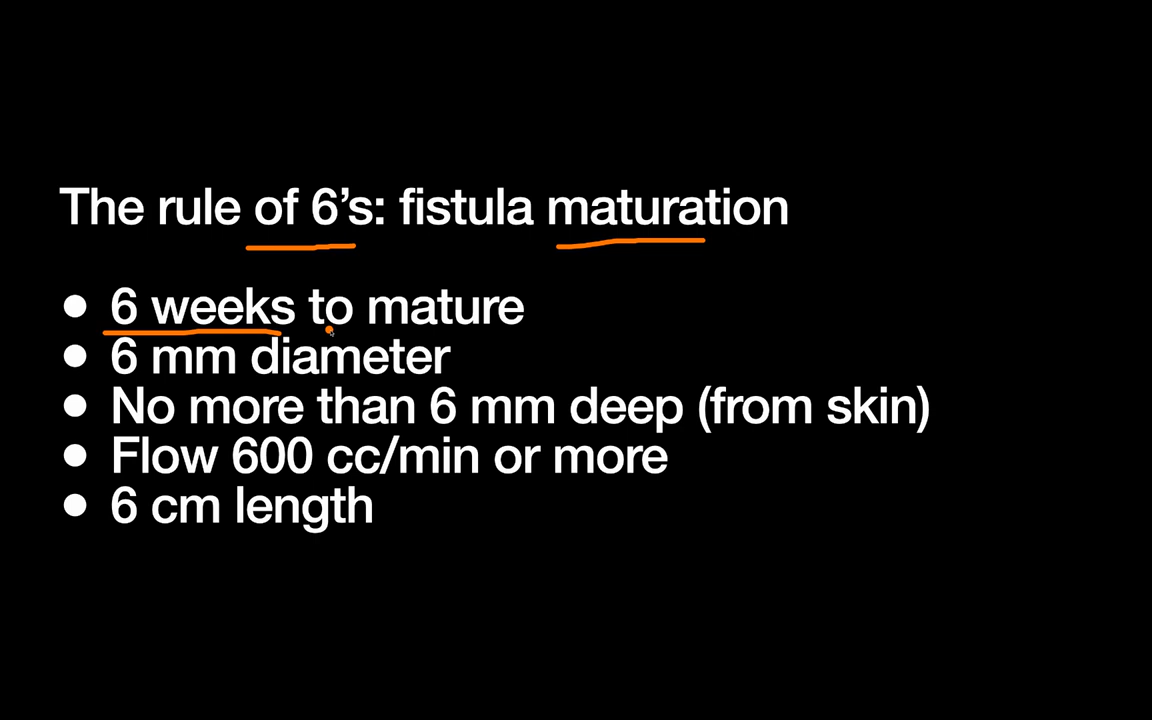 The rule of 6’s: fistula maturation
● 6 weeks to mature
● 6 mm diameter
● No more than 6 mm deep (from skin)
● Flow 600 cc/min or more
● 6 cm length